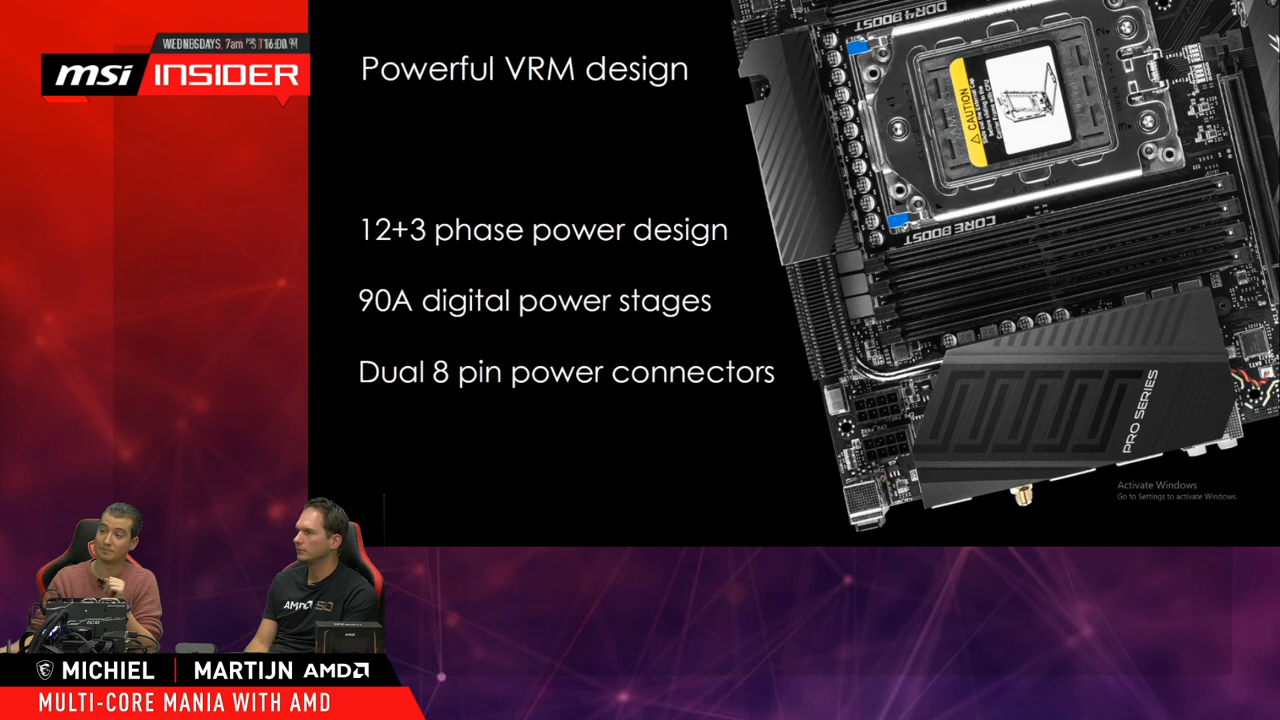 WEDNESDAYS, 7am
msi INSIDER
Powerful VRM design
12+3 phase power design
90A digital power stages
Dual 8 pin power connectors
DDR4 BOOST
CAUTION
CORE BOOST
PRO SERIES
Activate Windows
Go to Settings to activate Windows.
AMD
MICHIEL | MARTIJN AMD
MULTI-CORE MANIA WITH AMD